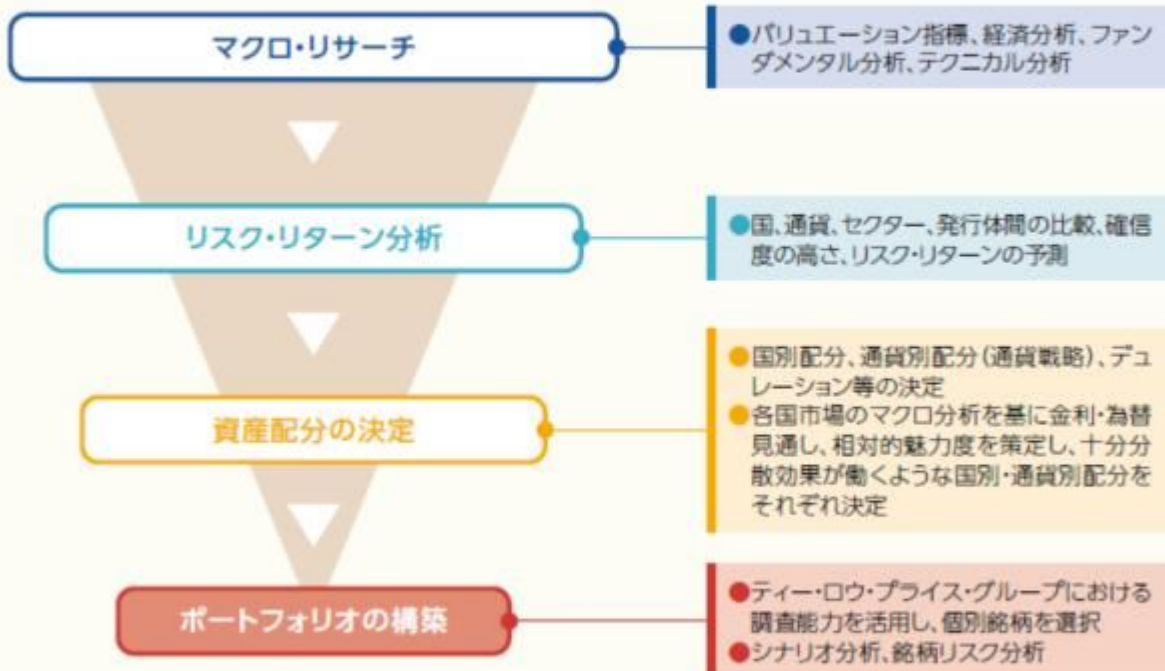 マクロ・リサーチ
●バリュエーション指標、経済分析、ファン
ダメンタル分析、テクニカル分析
リスク・リターン分析
●国、通貨、セクター、発行体間の比較、確信
度の高さ、リスク・リターンの予測
資産配分の決定
●国別配分、通貨別配分(通貨戦略)、デュ
レーション等の決定
●各国市場のマクロ分析を基に金利・為替
見通し、相対的魅力度を策定し、十分分
散効果が働くような国別・通貨別配分を
それぞれ決定
ポートフォリオの構築
●ティー・ロウ・プライス・グループにおける
調査能力を活用し、個別銘柄を選択
●シナリオ分析、銘柄リスク分析